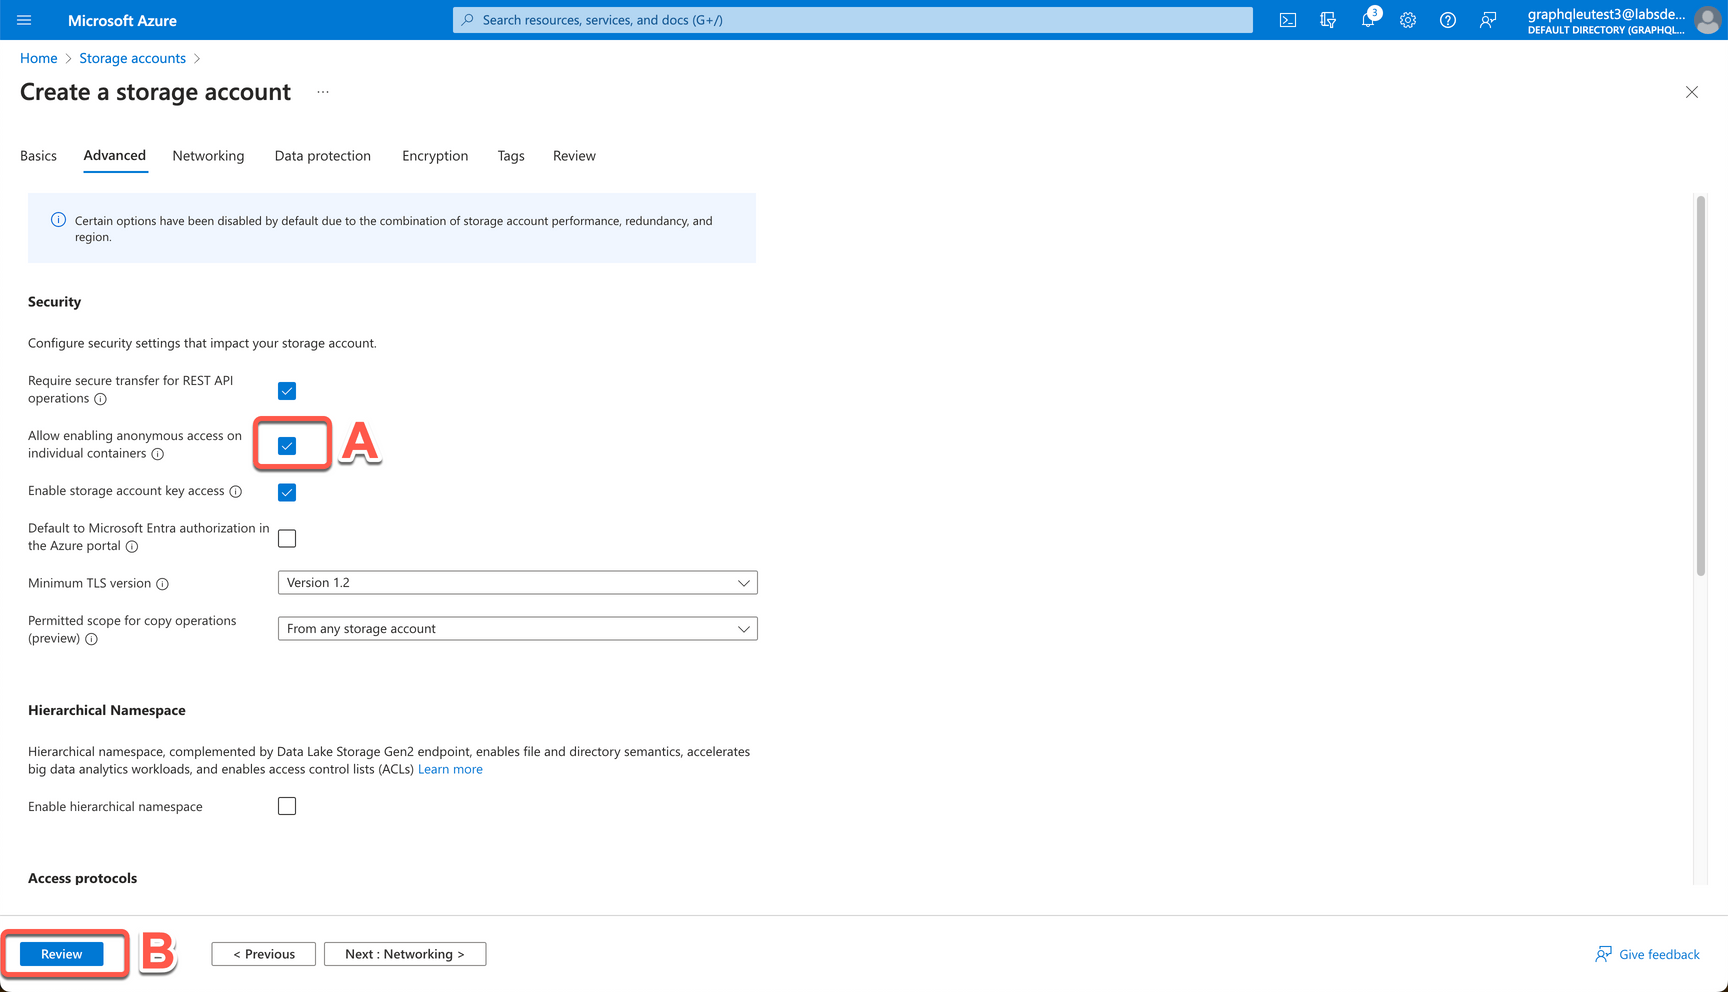 Microsoft Azure
Search resources, services, and docs (G+/)
3
graphqleutest3@labsde...
DEFAULT DIRECTORY (GRAPHQL...
Home > Storage accounts >
Create a storage account ...
Basics Advanced Networking Data protection Encryption Tags Review
Certain options have been disabled by default due to the combination of storage account performance, redundancy, and
region.
Security
Configure security settings that impact your storage account.
Require secure transfer for REST API
operations
Allow enabling anonymous access on
individual containers
A
Enable storage account key access
Default to Microsoft Entra authorization in
the Azure portal
Minimum TLS version
Version 1.2
Permitted scope for copy operations
(preview)
From any storage account
Hierarchical Namespace
Hierarchical namespace, complemented by Data Lake Storage Gen2 endpoint, enables file and directory semantics, accelerates
big data analytics workloads, and enables access control lists (ACLs) Learn more
Enable hierarchical namespace
Access protocols
Review
B
< Previous
Next : Networking >
Give feedback